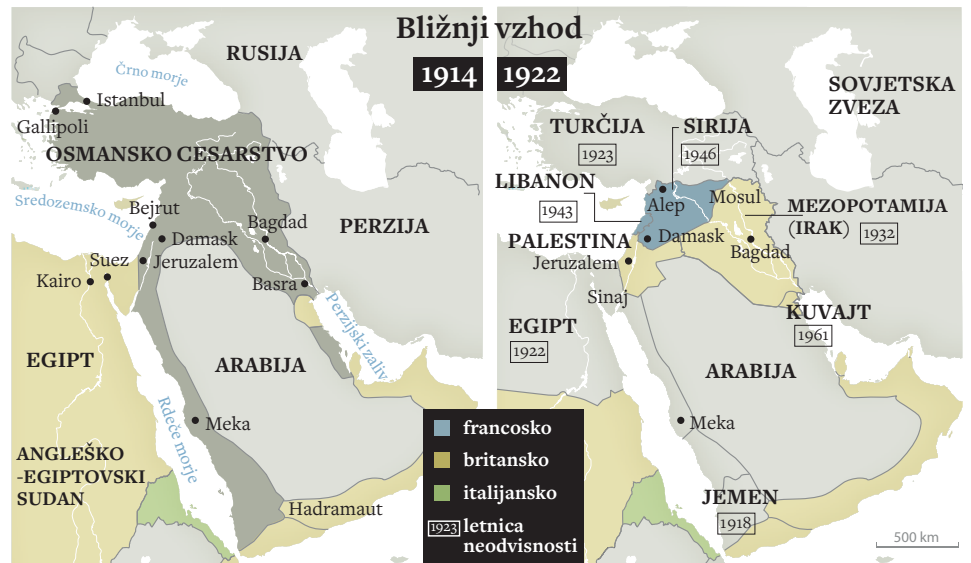 Bližnji vzhod
1914
1922
RUSIJA
Črno morje
Istanbul
Gallipoli
OSMANSKO CESARSTVO
Sredozemsko morje
Bejrut
Bagdad
PERZIJA
Damask
Suez
Jeruzalem
Kairo
Basra
Perzijski zaliv
EGIPT
ARABIJA
Rdeče morje
Meka
ANGLEŠKO
-EGIPTOVSKI
SUDAN
Hadramaut
francosko
britansko
italijansko
1923 letnica
neodvisnosti
SOVJETSKA
ZVEZA
TURČIJA
1923
SIRIJA
1946
LIBANON
1943
Alep
Mosul
MEZOPOTAMIJA
(IRAK) 1932
PALESTINA
Damask
Bagdad
Jeruzalem
Sinaj
KUVAJT
1961
EGIPT
1922
ARABIJA
Meka
JEMEN
1918
500 km